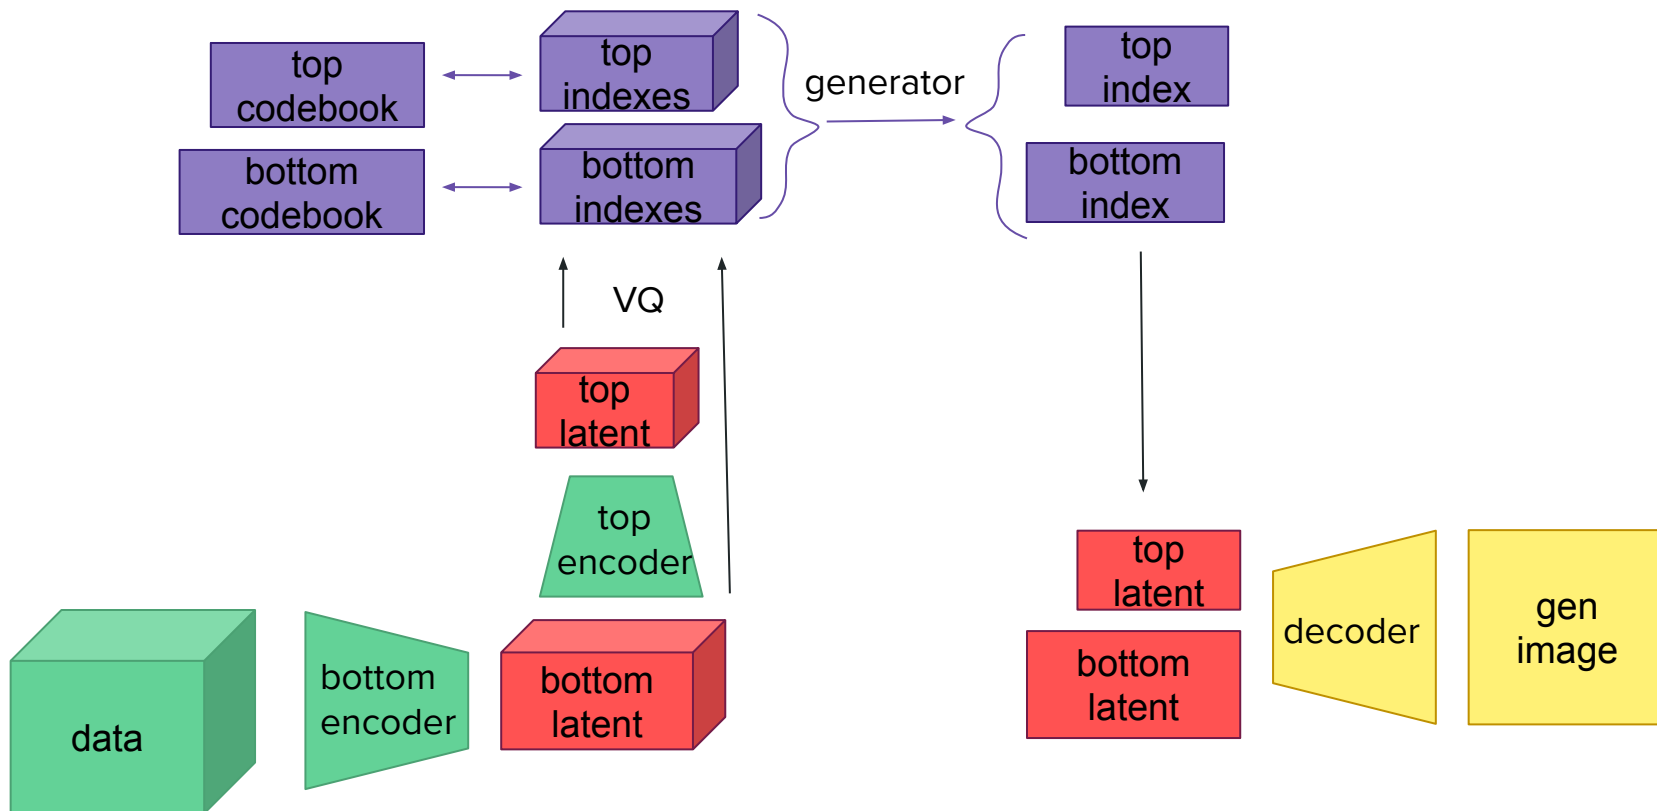 top
codebook
top
indexes
generator
top
index
bottom
codebook
bottom
indexes
bottom
index
VQ
top
latent
top
encoder
data
bottom
encoder
bottom
latent
top
latent
bottom
latent
decoder
gen
image